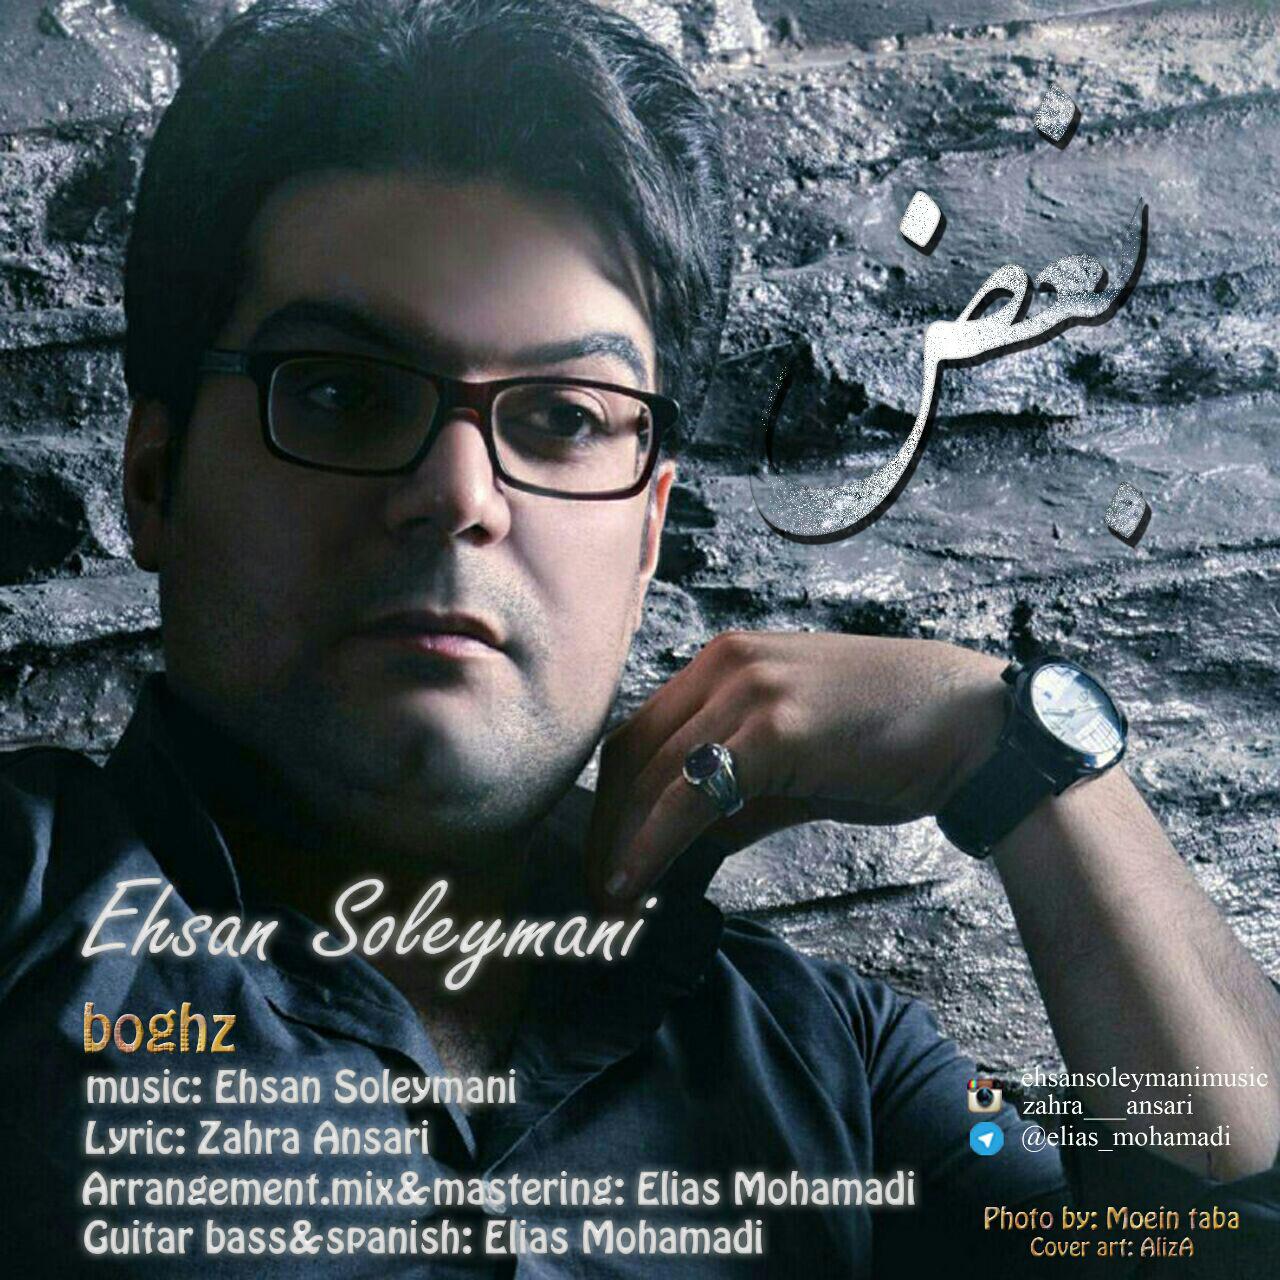 بغض
Ehsan Soleymani
boghz
music: Ehsan Soleymani
Lyric: Zahra Ansari
Arrangement.mix&mastering: Elias Mohamadi
Guitar bass&spanish: Elias Mohamadi
ehsansoleymanimusic
zahra___ansari
@elias_mohamadi
Photo by: Moein taba
Cover art: AlizA